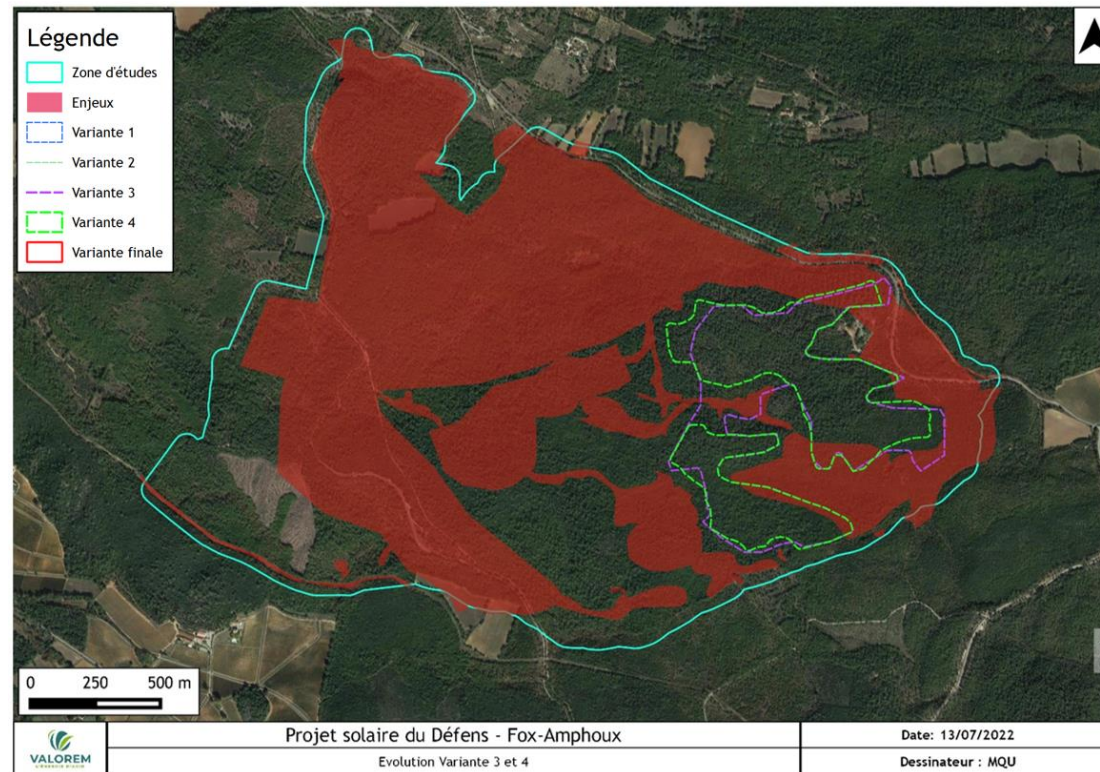 Légende
Zone d'études
Enjeux
Variante 1
Variante 2
Variante 3
Variante 4
Variante finale
0 250 500 m
VALOREM
Projet solaire du Défens - Fox-Amphoux
Evolution Variante 3 et 4
Date: 13/07/2022
Dessinateur : MQU